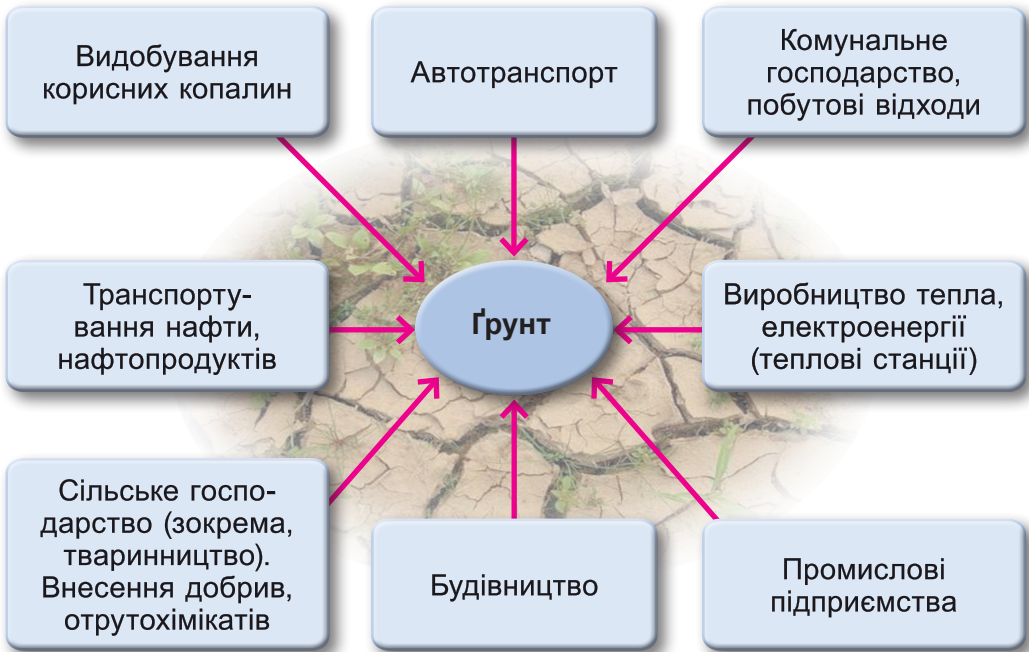 Видобування
корисних копалин
Автотранспорт
Комунальне
господарство,
побутові відходи
Транспорту-
вання нафти,
нафтопродуктів
Ґрунт
Виробництво тепла,
електроенергії
(теплові станції)
Сільське госпо-
дарство (зокрема,
тваринництво).
Внесення добрив,
отрутохімікатів
Будівництво
Промислові
підприємства